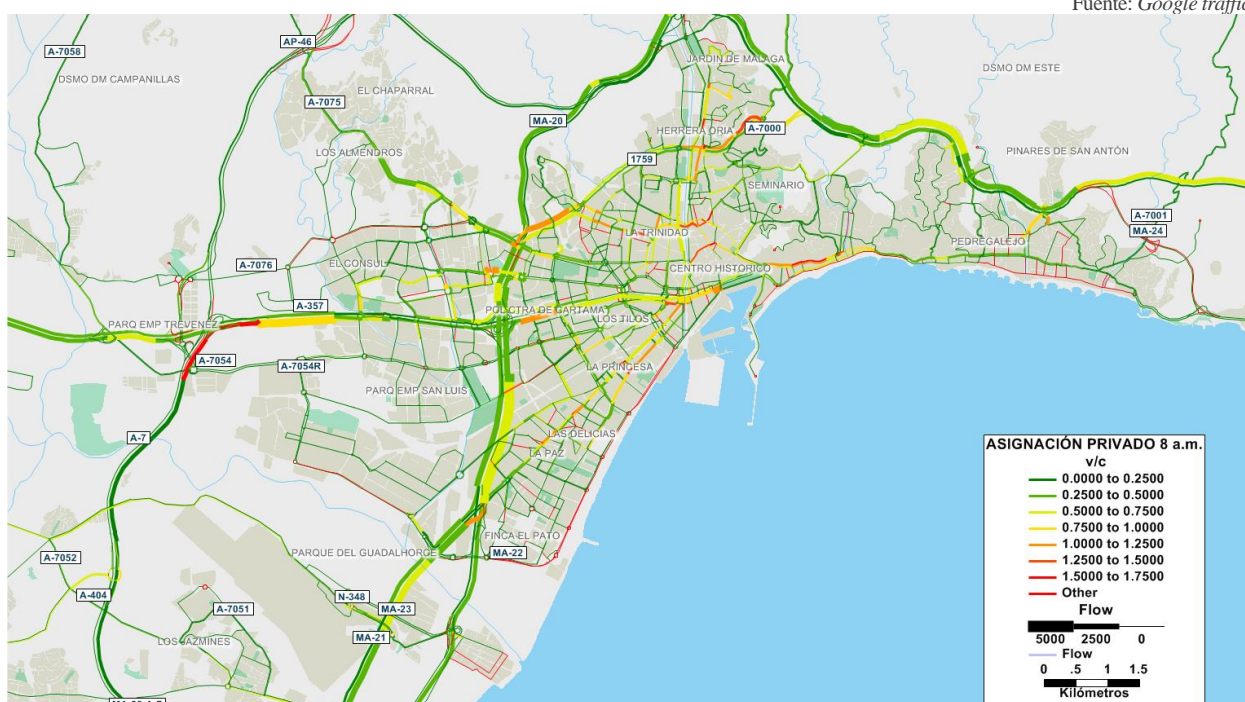 Fuente: Google traffic
AP-46
A-7058
JARDIN DE MALAGA
DSMO DM CAMPANILLAS
DSMO DM ESTE
EL CHAPARRAL
A-7075
MA-20
HERRERA ORIA
A-7000
LOS ALMENDROS
1759
PINARES DE SAN ANTÓN
SEMINARIO
A-7001
MA-24
LA TRINIDAD
PEDREGALEJO
A-7076
EL CONSUL
CENTRO HISTORICO
A-357
POL CTRA DE CARTAMA
PARQ EMP TREVENEZ
LOS TILOS
A-7054
A-7054R
LA PRINCESA
PARQ EMP SAN LUIS
A-7
LAS DELICIAS
LA PAZ
FINCA EL PATO
PARQUE DEL GUADALHORCE
MA-22
A-7052
A-404
N-348
MA-23
A-7051
MA-21
LOS JAZMINES
ASIGNACIÓN PRIVADO 8 a.m.
v/c
0.0000 to 0.2500
0.2500 to 0.5000
0.5000 to 0.7500
0.7500 to 1.0000
1.0000 to 1.2500
1.2500 to 1.5000
1.5000 to 1.7500
Other
Flow
5000 2500 0
Flow
0 .5 1 1.5
Kilómetros